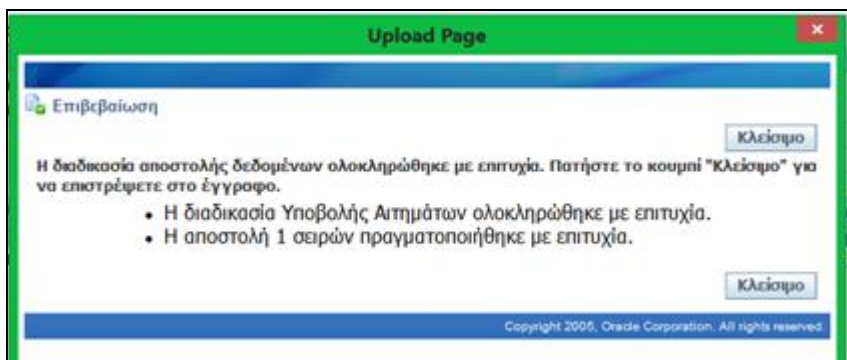 Upload Page
Επιβεβαίωση
Κλείσιμο
Η διαδικασία αποστολής δεδομένων ολοκληρώθηκε με επιτυχία. Πατήστε το κουμπί "Κλείσιμο" για
να επιστρέψετε στο έγγραφο.
• Η διαδικασία Υποβολής Αιτημάτων ολοκληρώθηκε με επιτυχία.
• Η αποστολή 1 σειρών πραγματοποιήθηκε με επιτυχία.
Κλείσιμο
Copyright 2005, Oracle Corporation. All rights reserved.